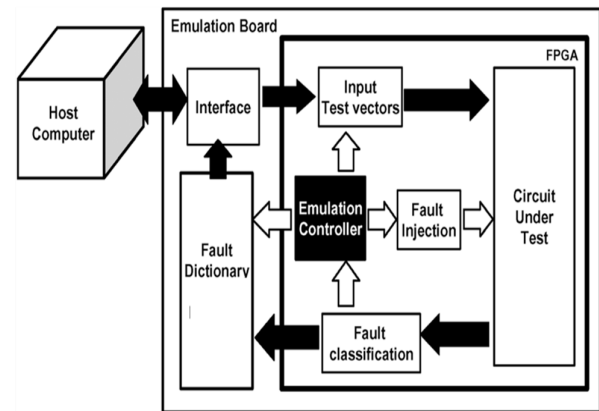 Emulation Board
FPGA
Host
Computer
Interface
Input
Test vectors
Emulation
Controller
Fault
Injection
Circuit
Under
Test
Fault
Dictionary
Fault
classification